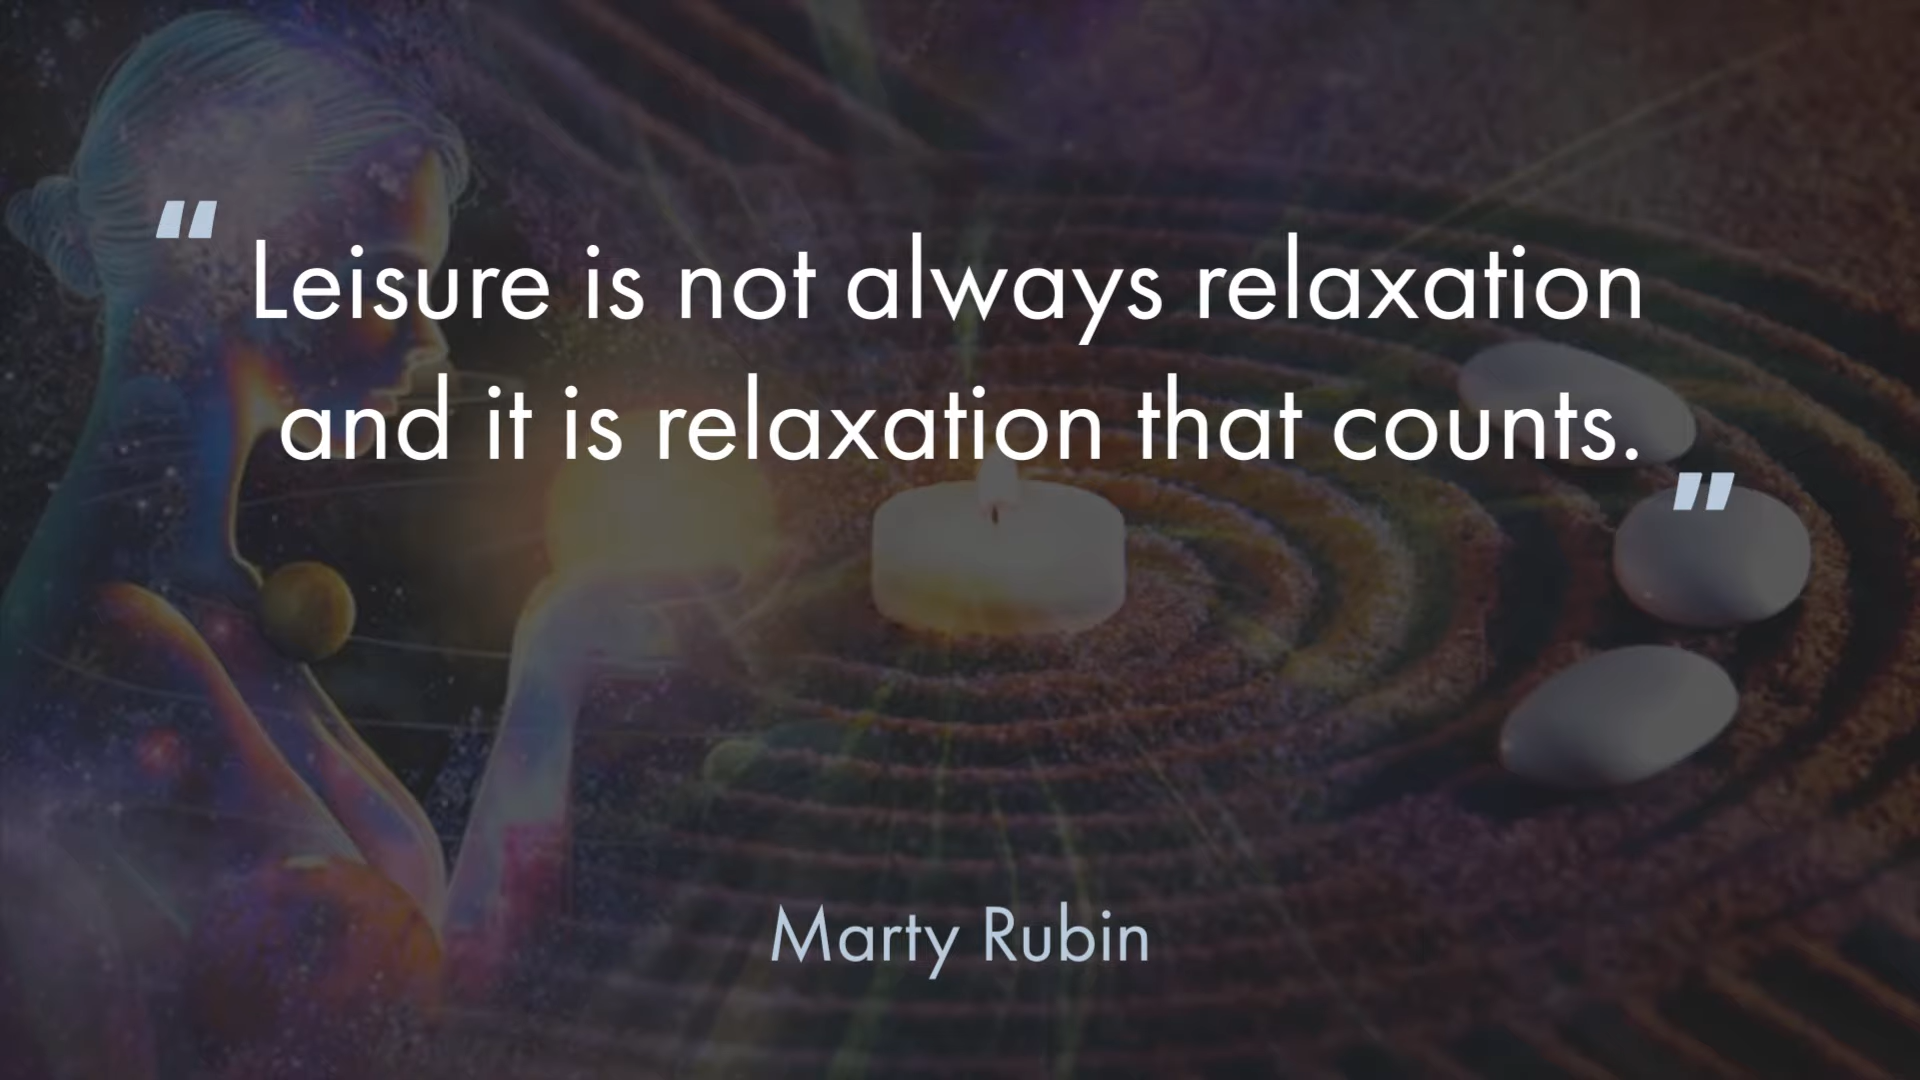 "Leisure is not always relaxation
and it is relaxation that counts."
Marty Rubin